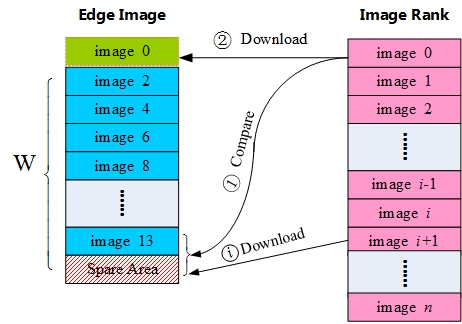 Edge Image
image 0
image 2
image 4
image 6
image 8
......
image 13
Spare Area
W
② Download
① Compare
ⓘ Download
Image Rank
image 0
image 1
image 2
......
image i-1
image i
image i+1
......
image n